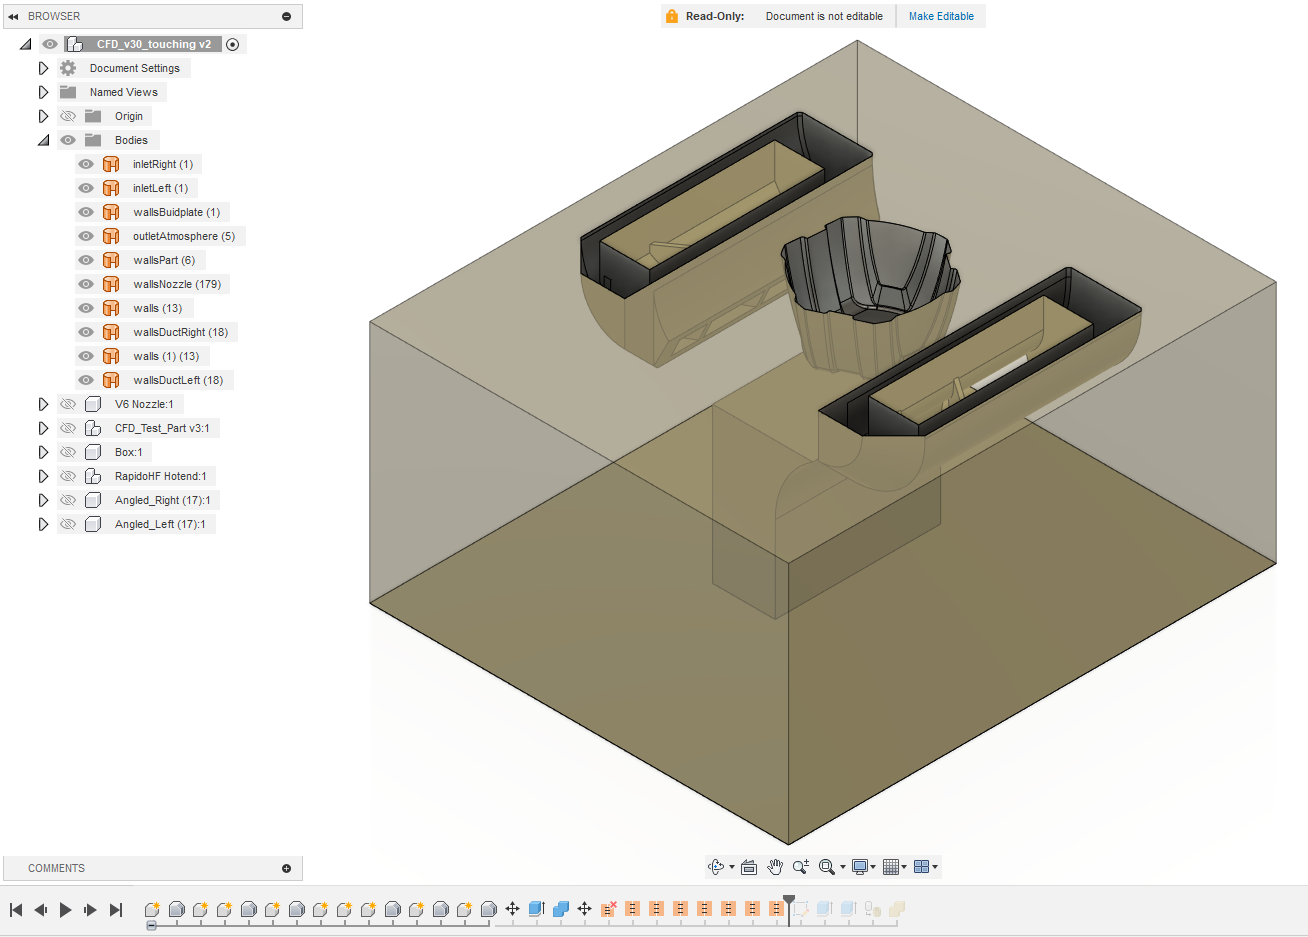 BROWSER
Read-Only: Document is not editable Make Editable
CFD_v30_touching v2
Document Settings
Named Views
Origin
Bodies
inletRight (1)
inletLeft (1)
wallsBuidplate (1)
outletAtmosphere (5)
wallsPart (6)
wallsNozzle (179)
walls (13)
wallsDuctRight (18)
walls (1) (13)
wallsDuctLeft (18)
V6 Nozzle:1
CFD_Test_Part v3:1
Box:1
RapidoHF Hotend:1
Angled_Right (17):1
Angled_Left (17):1
COMMENTS